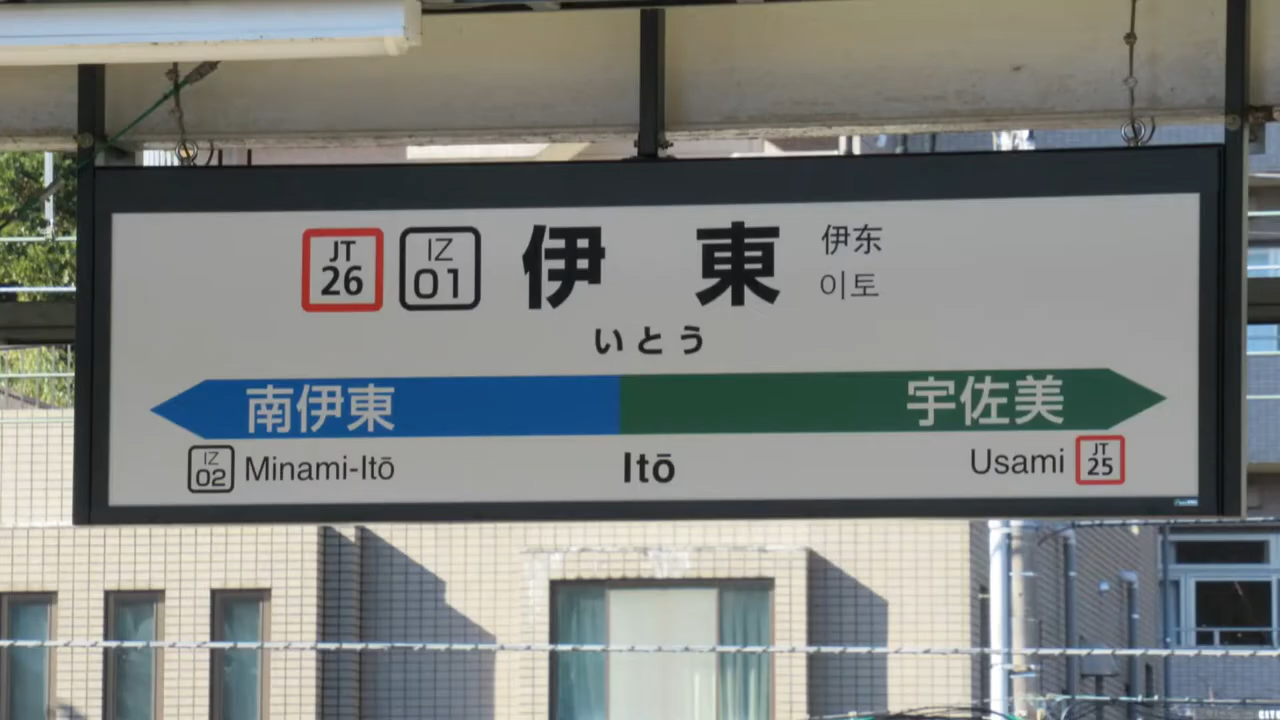 JT 26
IZ 01
伊東
伊东
이토
いとう
南伊東
宇佐美
IZ 02
Minami-Itō
Itō
Usami
JT 25